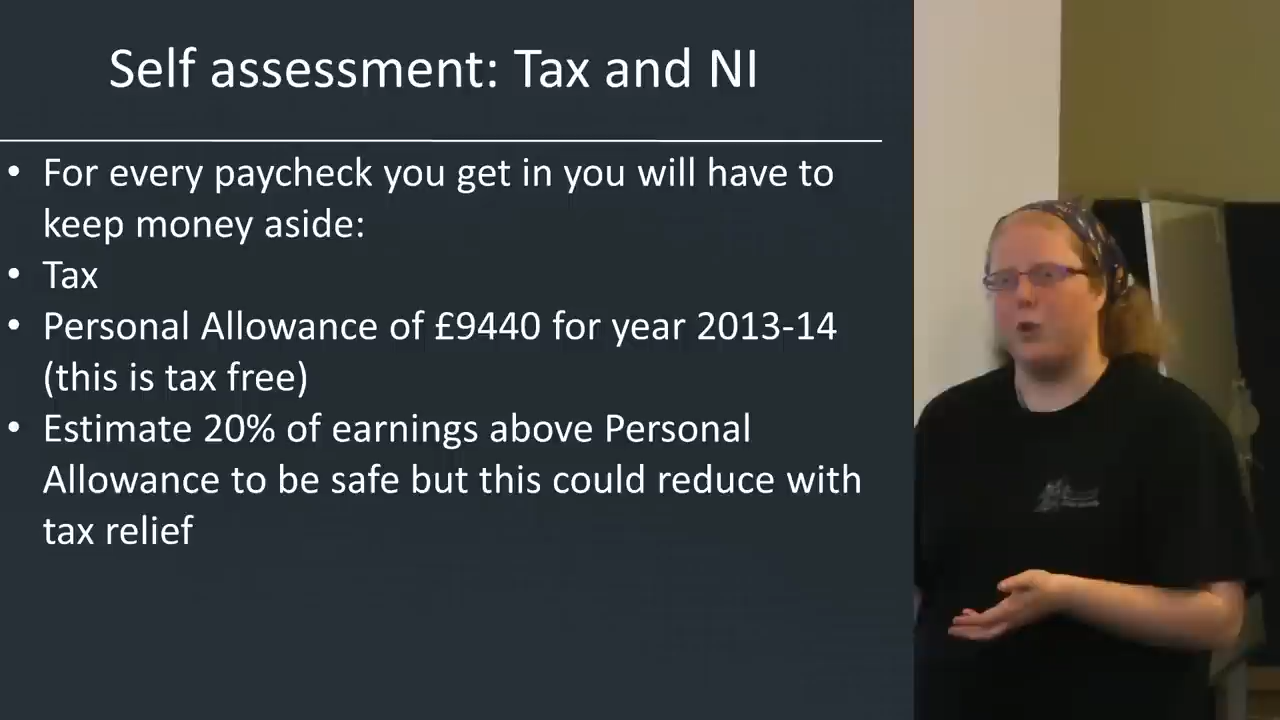 Self assessment: Tax and NI
• For every paycheck you get in you will have to
keep money aside:
• Tax
• Personal Allowance of £9440 for year 2013-14
(this is tax free)
• Estimate 20% of earnings above Personal
Allowance to be safe but this could reduce with
tax relief